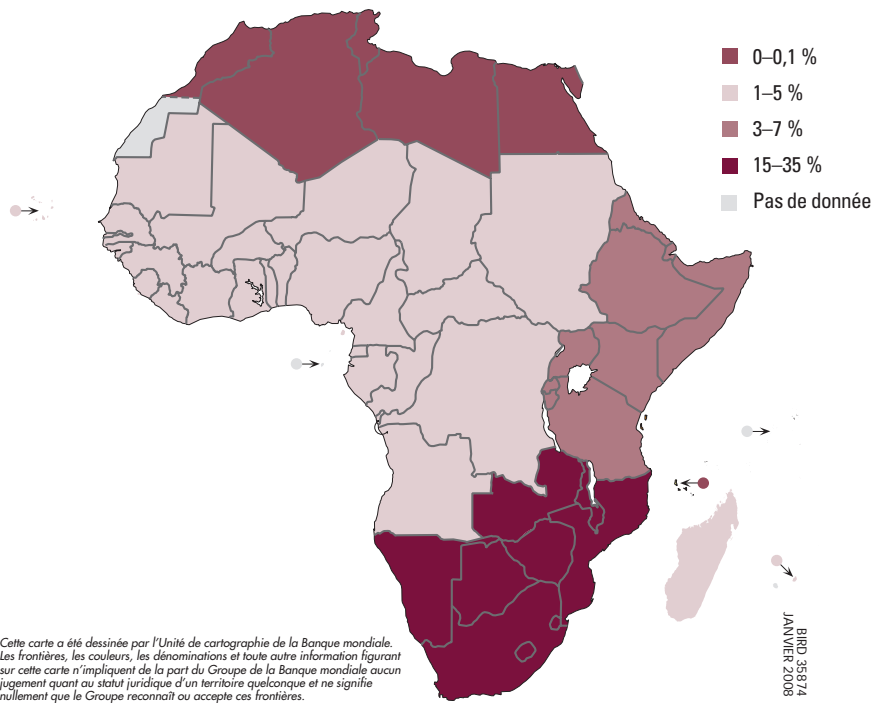 0–0,1 %
1–5 %
3–7 %
15–35 %
Pas de donnée
Cette carte a été dessinée par l'Unité de cartographie de la Banque mondiale.
Les frontières, les couleurs, les dénominations et toute autre information figurant
sur cette carte n'impliquent de la part du Groupe de la Banque mondiale aucun
jugement quant au statut juridique d'un territoire quelconque et ne signifie
nullement que le Groupe reconnaît ou accepte ces frontières.
BIRD 35874
JANVIER 2008